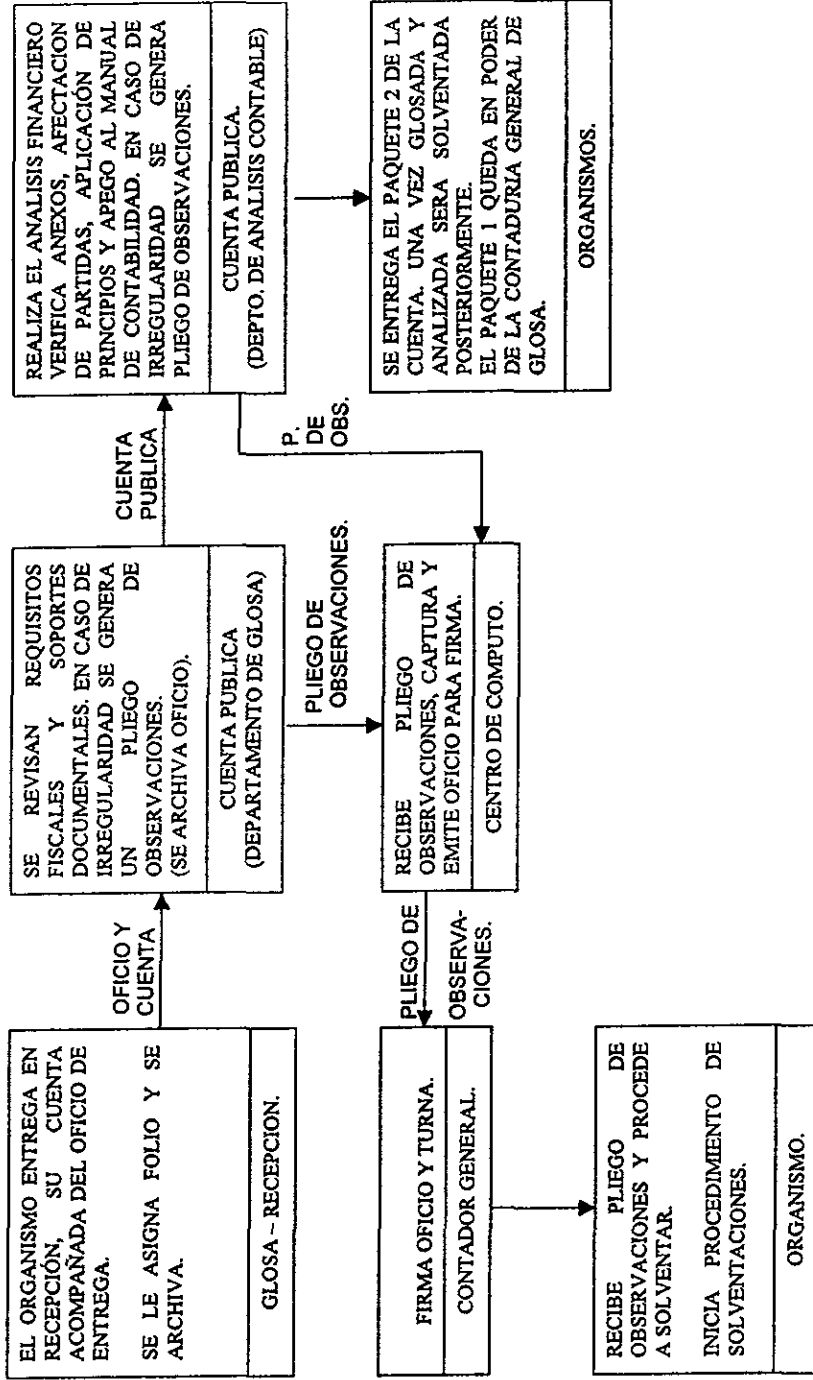 EL ORGANISMO ENTREGA EN
RECEPCIÓN, SU CUENTA
ACOMPAÑADA DEL OFICIO DE
ENTREGA.
SE LE ASIGNA FOLIO Y SE
ARCHIVA.
GLOSA – RECEPCION.
OFICIO Y
CUENTA
SE REVISAN REQUISITOS
FISCALES Y SOPORTES
DOCUMENTALES. EN CASO DE
IRREGULARIDAD SE GENERA
UN PLIEGO DE
OBSERVACIONES.
(SE ARCHIVA OFICIO).
CUENTA PUBLICA
(DEPARTAMENTO DE GLOSA)
CUENTA
PUBLICA
REALIZA EL ANALISIS FINANCIERO
VERIFICA ANEXOS, AFECTACION
DE PARTIDAS, APLICACIÓN DE
PRINCIPIOS Y APEGO AL MANUAL
DE CONTABILIDAD. EN CASO DE
IRREGULARIDAD SE GENERA
PLIEGO DE OBSERVACIONES.
CUENTA PUBLICA.
(DEPTO. DE ANALISIS CONTABLE)
PLIEGO DE
OBSERVACIONES.
P.
DE
OBS.
FIRMA OFICIO Y TURNA.
CONTADOR GENERAL.
PLIEGO DE
OBSERVA-
CIONES.
RECIBE PLIEGO DE
OBSERVACIONES, CAPTURA Y
EMITE OFICIO PARA FIRMA.
CENTRO DE COMPUTO.
SE ENTREGA EL PAQUETE 2 DE LA
CUENTA. UNA VEZ GLOSADA Y
ANALIZADA SERA SOLVENTADA
POSTERIORMENTE.
EL PAQUETE 1 QUEDA EN PODER
DE LA CONTADURIA GENERAL DE
GLOSA.
ORGANISMOS.
RECIBE PLIEGO DE
OBSERVACIONES Y PROCEDE
A SOLVENTAR.
INICIA PROCEDIMIENTO DE
SOLVENTACIONES.
ORGANISMO.